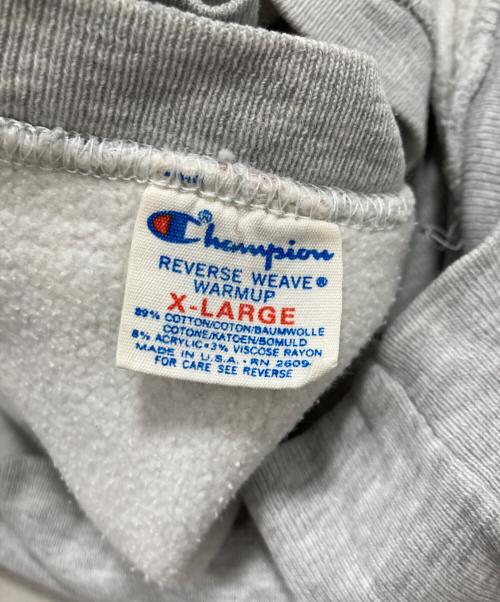 Champion®
REVERSE WEAVE®
WARMUP
X-LARGE
89% COTTON/COTON/BAUMWOLLE
COTONE/KATOEN/BOMULD
8% ACRYLIC•3% VISCOSE RAYON
MADE IN U.S.A.-RN 2609
FOR CARE SEE REVERSE